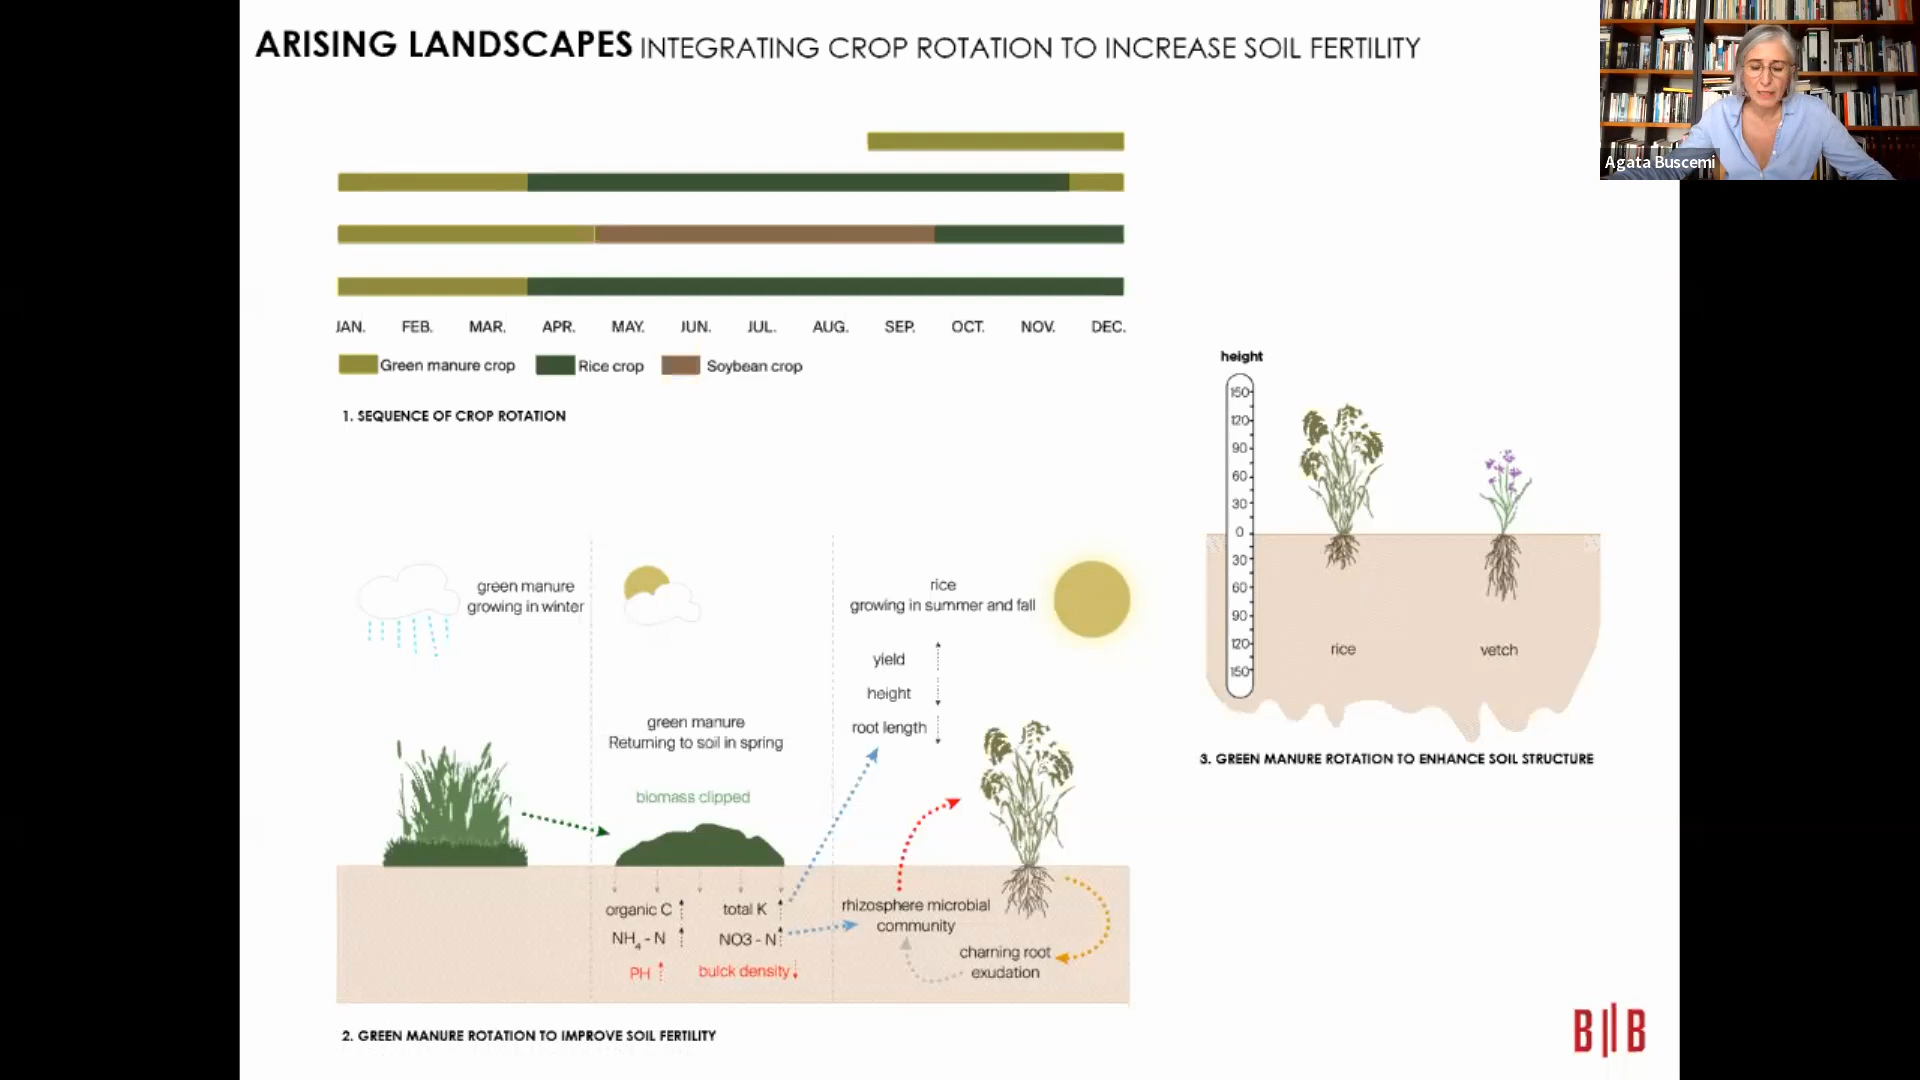 ARISING LANDSCAPES INTEGRATING CROP ROTATION TO INCREASE SOIL FERTILITY
Agata Buscemi
JAN. FEB. MAR. APR. MAY. JUN. JUL. AUG. SEP. OCT. NOV. DEC.
Green manure crop Rice crop Soybean crop
1. SEQUENCE OF CROP ROTATION
height
150
120
90
60
30
0
30
60
90
120
150
rice vetch
3. GREEN MANURE ROTATION TO ENHANCE SOIL STRUCTURE
green manure
growing in winter
rice
growing in summer and fall
yield
height
root length
green manure
Returning to soil in spring
biomass clipped
organic C total K
NH4 - N NO3 - N
PH bulck density
rhizosphere microbial
community
charning root
exudation
2. GREEN MANURE ROTATION TO IMPROVE SOIL FERTILITY
B||B